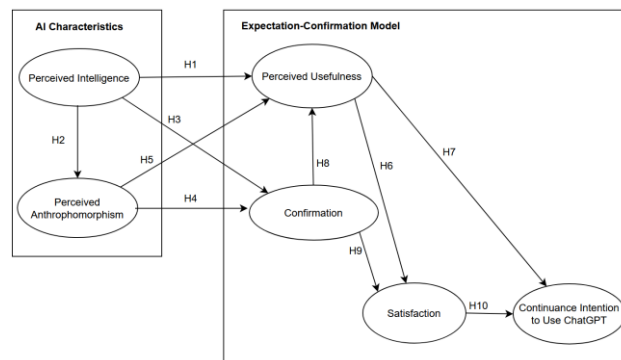 AI Characteristics
Expectation-Confirmation Model
Perceived Intelligence
H1
Perceived Usefulness
H3
H2
H5
H8
H6
H7
Perceived
Anthrophomorphism
H4
Confirmation
H9
Satisfaction
H10
Continuance Intention
to Use ChatGPT